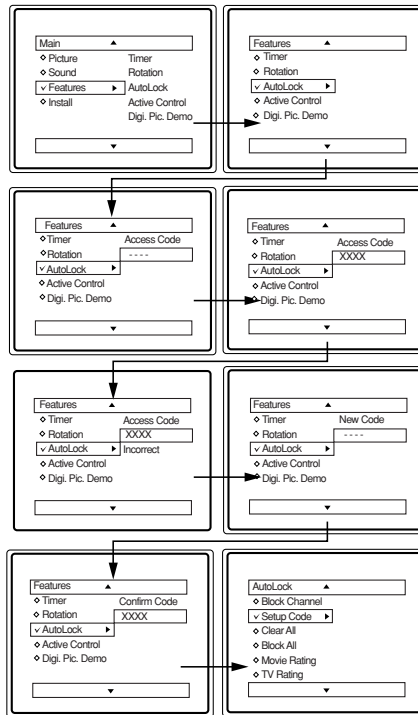 Main
Picture Timer
Sound Rotation
Features AutoLock
Install Active Control
Digi. Pic. Demo
Features
Timer
Rotation
AutoLock
Active Control
Digi. Pic. Demo
Features
Timer Access Code
Rotation - - - -
AutoLock
Active Control
Digi. Pic. Demo
Features
Timer Access Code
Rotation XXXX
AutoLock
Active Control
Digi. Pic. Demo
Features
Timer Access Code
Rotation XXXX
AutoLock Incorrect
Active Control
Digi. Pic. Demo
Features
Timer New Code
Rotation - - - -
AutoLock
Active Control
Digi. Pic. Demo
Features
Timer Confirm Code
Rotation XXXX
AutoLock
Active Control
Digi. Pic. Demo
AutoLock
Block Channel
Setup Code
Clear All
Block All
Movie Rating
TV Rating